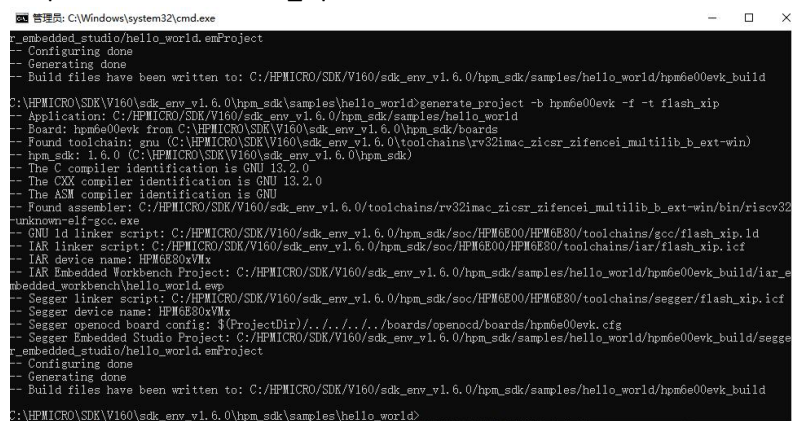 管理员: C:\Windows\system32\cmd.exe
r_embedded_studio/hello_world.emProject
-- Configuring done
-- Generating done
-- Build files have been written to: C:/HPMICRO/SDK/V160/sdk_env_v1.6.0/hpm_sdk/samples/hello_world/hpm6e00evk_build
C:\HPMICRO\SDK\V160\sdk_env_v1.6.0\hpm_sdk\samples\hello_world>generate_project -b hpm6e00evk -f -t flash_xip
-- Application: C:/HPMICRO/SDK/V160/sdk_env_v1.6.0/hpm_sdk/samples/hello_world
-- Board: hpm6e00evk from C:\HPMICRO\SDK\V160\sdk_env_v1.6.0\hpm_sdk/boards
-- Found toolchain: gnu (C:\HPMICRO\SDK\V160\sdk_env_v1.6.0\toolchains\rv32imac_zicsr_zifencei_multilib_b_ext-win)
-- hpm_sdk: 1.6.0 (C:\HPMICRO\SDK\V160\sdk_env_v1.6.0\hpm_sdk)
-- The C compiler identification is GNU 13.2.0
-- The CXX compiler identification is GNU 13.2.0
-- The ASM compiler identification is GNU
-- Found assembler: C:/HPMICRO/SDK/V160/sdk_env_v1.6.0/toolchains/rv32imac_zicsr_zifencei_multilib_b_ext-win/bin/riscv32
-unknown-elf-gcc.exe
-- GNU ld linker script: C:/HPMICRO/SDK/V160/sdk_env_v1.6.0/hpm_sdk/soc/HPM6E00/HPM6E80/toolchains/gcc/flash_xip.ld
-- IAR linker script: C:/HPMICRO/SDK/V160/sdk_env_v1.6.0/hpm_sdk/soc/HPM6E00/HPM6E80/toolchains/iar/flash_xip.icf
-- IAR device name: HPM6E80xVMx
-- IAR Embedded Workbench Project: C:/HPMICRO/SDK/V160/sdk_env_v1.6.0/hpm_sdk/samples/hello_world/hpm6e00evk_build/iar_e
mbedded_workbench\hello_world.ewp
-- Segger linker script: C:/HPMICRO/SDK/V160/sdk_env_v1.6.0/hpm_sdk/soc/HPM6E00/HPM6E80/toolchains/segger/flash_xip.icf
-- Segger device name: HPM6E80xVMx
-- Segger openocd board config: $(ProjectDir)/../../../../boards/openocd/boards/hpm6e00evk.cfg
-- Segger Embedded Studio Project: C:/HPMICRO/SDK/V160/sdk_env_v1.6.0/hpm_sdk/samples/hello_world/hpm6e00evk_build/segge
r_embedded_studio/hello_world.emProject
-- Configuring done
-- Generating done
-- Build files have been written to: C:/HPMICRO/SDK/V160/sdk_env_v1.6.0/hpm_sdk/samples/hello_world/hpm6e00evk_build
C:\HPMICRO\SDK\V160\sdk_env_v1.6.0\hpm_sdk\samples\hello_world>